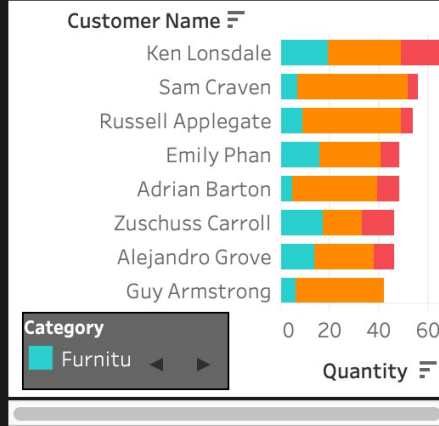 Customer Name
Ken Lonsdale
Sam Craven
Russell Applegate
Emily Phan
Adrian Barton
Zuschuss Carroll
Alejandro Grove
Guy Armstrong
0 20 40 60
Category
Furnitu
Quantity